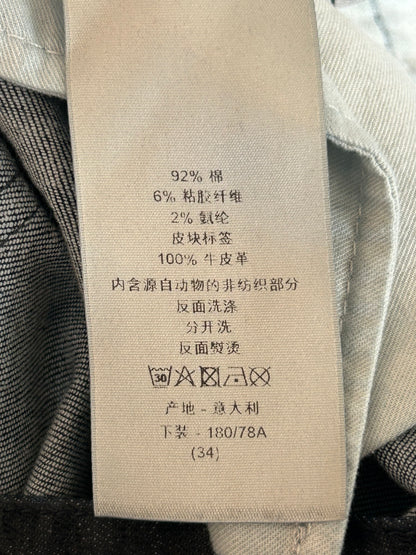 92% 棉
6% 粘胶纤维
2% 氨纶
皮块标签
100% 牛皮革
内含源自动物的非纺织部分
反面洗涤
分开洗
反面熨烫
30
产地 - 意大利
下装 - 180/78A
(34)